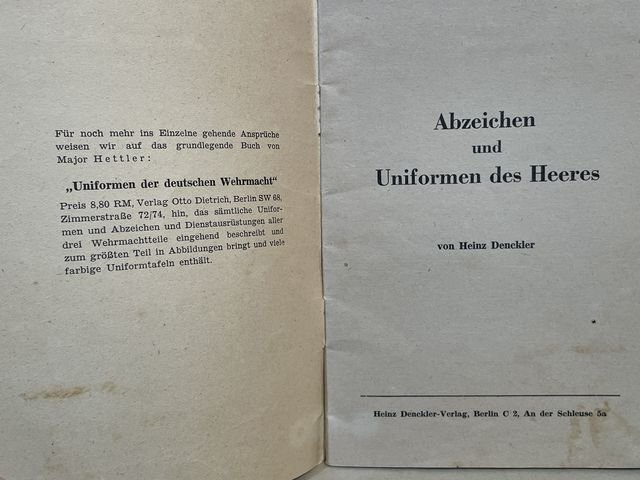 Für noch mehr ins Einzelne gehende Ansprüche
weisen wir auf das grundlegende Buch von
Major Hettler:
„Uniformen der deutschen Wehrmacht“
Preis 8,80 RM, Verlag Otto Dietrich, Berlin SW 68,
Zimmerstraße 72/74, hin, das sämtliche Unifor-
men und Abzeichen und Dienstausrüstungen aller
drei Wehrmachtteile eingehend beschreibt und
zum größten Teil in Abbildungen bringt und viele
farbige Uniformtafeln enthält.
Abzeichen
und
Uniformen des Heeres
von Heinz Denckler
Heinz Denckler-Verlag, Berlin C 2, An der Schleuse 5a